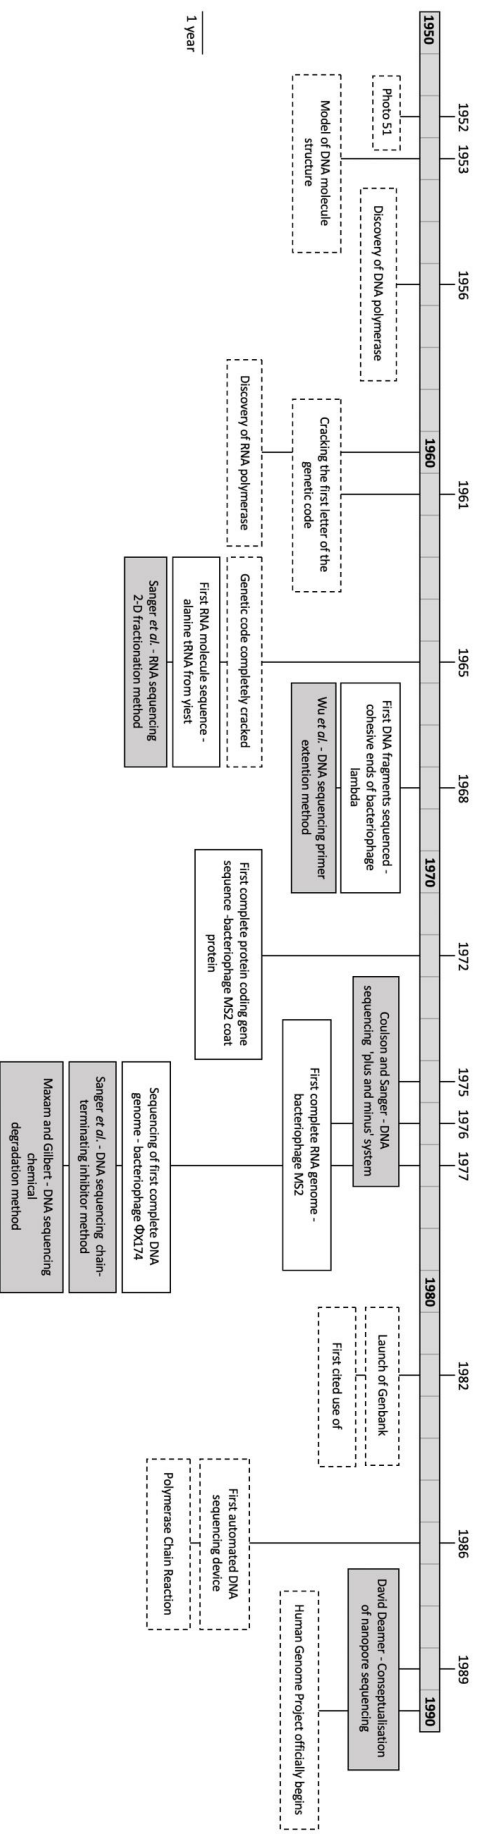 1950
1952
1953
1956
1960
1961
1965
1968
1970
1972
1975
1976
1977
1980
1982
1986
1989
1990
1 year
Photo 51
Model of DNA molecule
structure
Discovery of DNA polymerase
Cracking the first letter of the
genetic code
Discovery of RNA polymerase
Genetic code completely cracked
First RNA molecule sequence -
alanine tRNA from yiest
Sanger et al. - RNA sequencing
2-D fractionation method
First DNA fragments sequenced -
cohesive ends of bacteriophage
lambda
Wu et al. - DNA sequencing primer
extention method
First complete protein coding gene
sequence -bacteriophage MS2 coat
protein
Coulson and Sanger - DNA
sequencing 'plus and minus' system
First complete RNA genome -
bacteriophage MS2
Sequencing of first complete DNA
genome - bacteriophage ΦX174
Sanger et al. - DNA sequencing chain-
terminating inhibitor method
Maxam and Gilbert - DNA sequencing
chemical
degradation method
Launch of Genbank
First cited use of
First automated DNA
sequencing device
Polymerase Chain Reaction
David Deamer - Conseptualisation
of nanopore sequencing
Human Genome Project officially begins